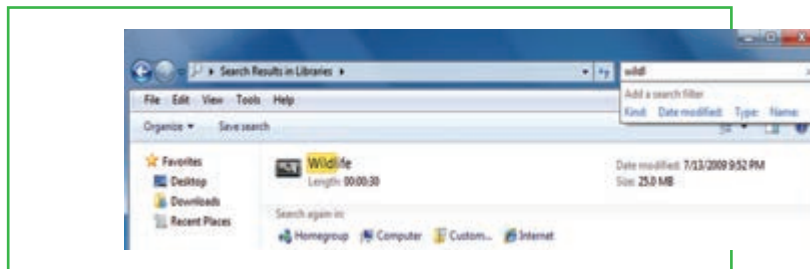 Search Results in Libraries
wildl
File Edit View Tools Help
Add a search filter
Kind: Date modified: Type: Name:
Organize Save search
Favorites
Desktop
Downloads
Recent Places
Wildlife
Length: 00:00:30
Date modified: 7/13/2009 9:52 PM
Size: 25.0 MB
Search again in:
Homegroup Computer Custom... Internet